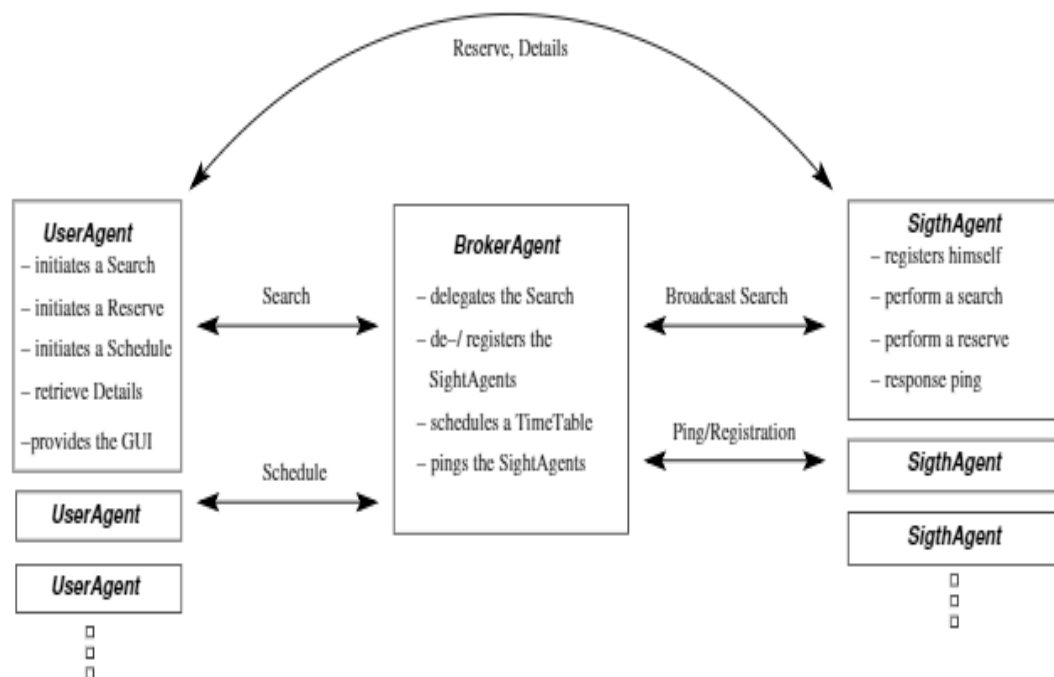 Reserve, Details
UserAgent
– initiates a Search
– initiates a Reserve
– initiates a Schedule
– retrieve Details
–provides the GUI
UserAgent
UserAgent
Search
Schedule
BrokerAgent
– delegates the Search
– de–/ registers the
SightAgents
– schedules a TimeTable
– pings the SightAgents
Broadcast Search
Ping/Registration
SigthAgent
– registers himself
– perform a search
– perform a reserve
– response ping
SigthAgent
SigthAgent